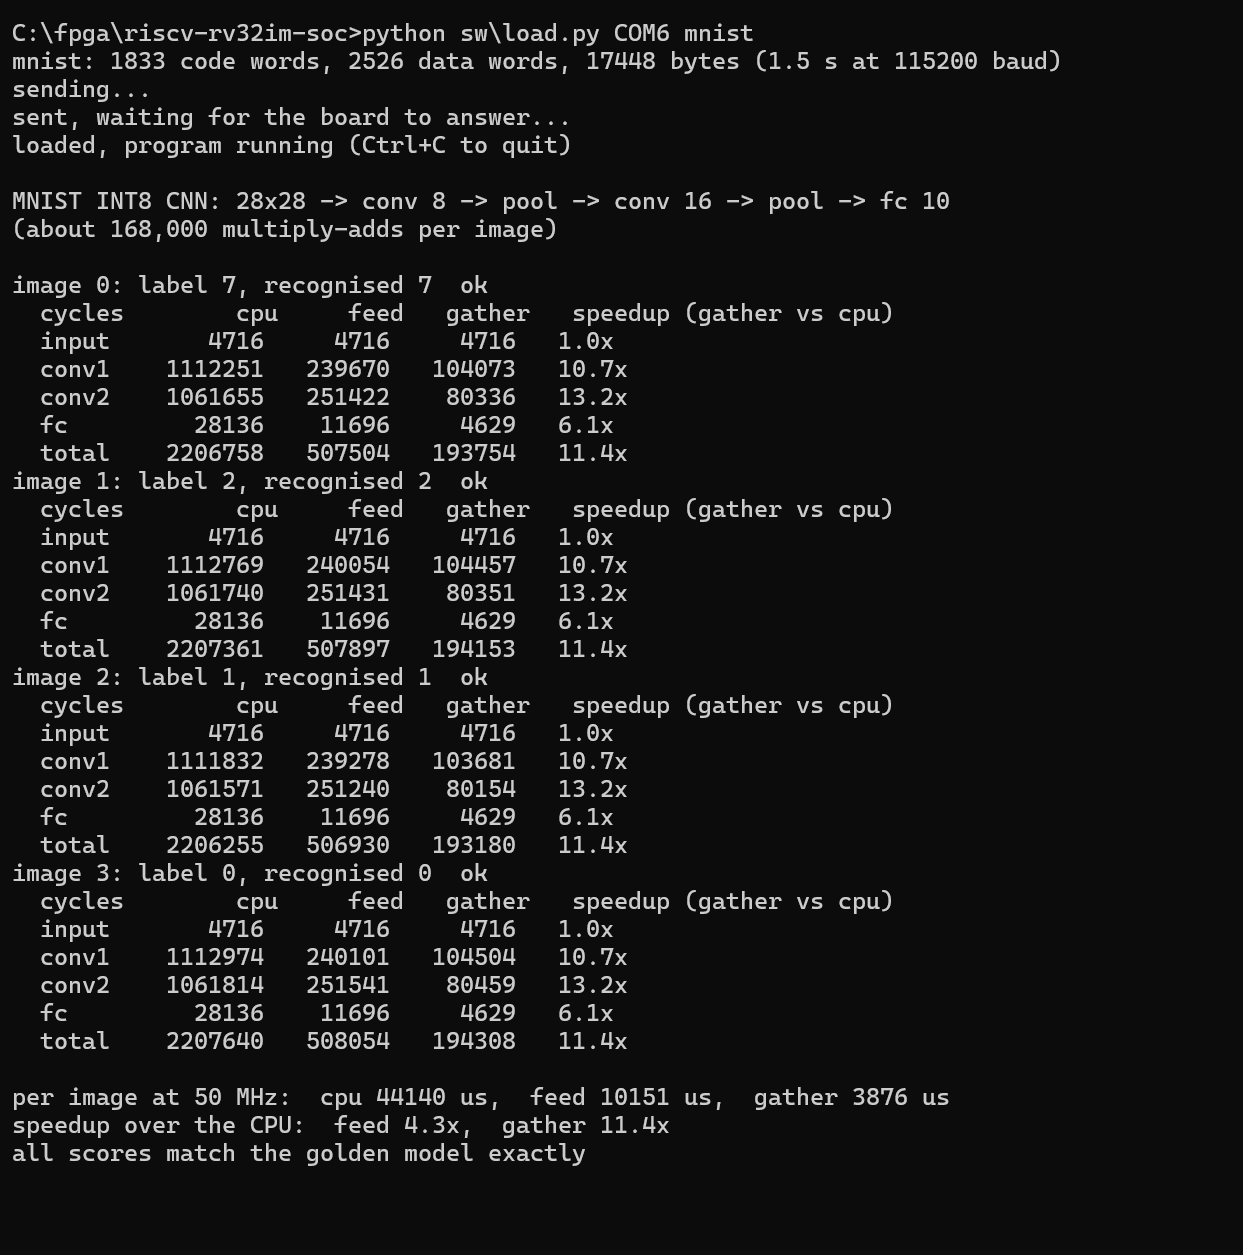 C:\fpga\riscv-rv32im-soc>python sw\load.py COM6 mnist
mnist: 1833 code words, 2526 data words, 17448 bytes (1.5 s at 115200 baud)
sending...
sent, waiting for the board to answer...
loaded, program running (Ctrl+C to quit)

MNIST INT8 CNN: 28x28 -> conv 8 -> pool -> conv 16 -> pool -> fc 10
(about 168,000 multiply-adds per image)

image 0: label 7, recognised 7  ok
  cycles        cpu     feed   gather   speedup (gather vs cpu)
  input       4716     4716     4716   1.0x
  conv1    1112251   239670   104073   10.7x
  conv2    1061655   251422    80336   13.2x
  fc         28136    11696     4629   6.1x
  total    2206758   507504   193754   11.4x
image 1: label 2, recognised 2  ok
  cycles        cpu     feed   gather   speedup (gather vs cpu)
  input       4716     4716     4716   1.0x
  conv1    1112769   240054   104457   10.7x
  conv2    1061740   251431    80351   13.2x
  fc         28136    11696     4629   6.1x
  total    2207361   507897   194153   11.4x
image 2: label 1, recognised 1  ok
  cycles        cpu     feed   gather   speedup (gather vs cpu)
  input       4716     4716     4716   1.0x
  conv1    1111832   239278   103681   10.7x
  conv2    1061571   251240    80154   13.2x
  fc         28136    11696     4629   6.1x
  total    2206255   506930   193180   11.4x
image 3: label 0, recognised 0  ok
  cycles        cpu     feed   gather   speedup (gather vs cpu)
  input       4716     4716     4716   1.0x
  conv1    1112974   240101   104504   10.7x
  conv2    1061814   251541    80459   13.2x
  fc         28136    11696     4629   6.1x
  total    2207640   508054   194308   11.4x

per image at 50 MHz:  cpu 44140 us,  feed 10151 us,  gather 3876 us
speedup over the CPU:  feed 4.3x,  gather 11.4x
all scores match the golden model exactly